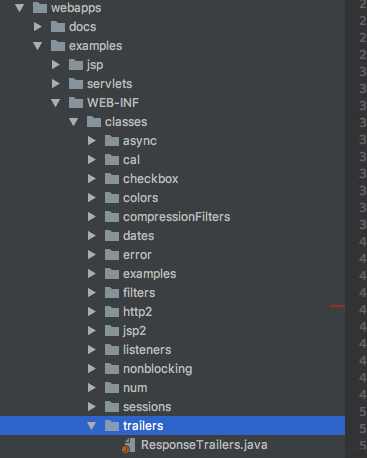 webapps
docs
examples
jsp
servlets
WEB-INF
classes
async
cal
checkbox
colors
compressionFilters
dates
error
examples
filters
http2
jsp2
listeners
nonblocking
num
sessions
trailers
ResponseTrailers.java